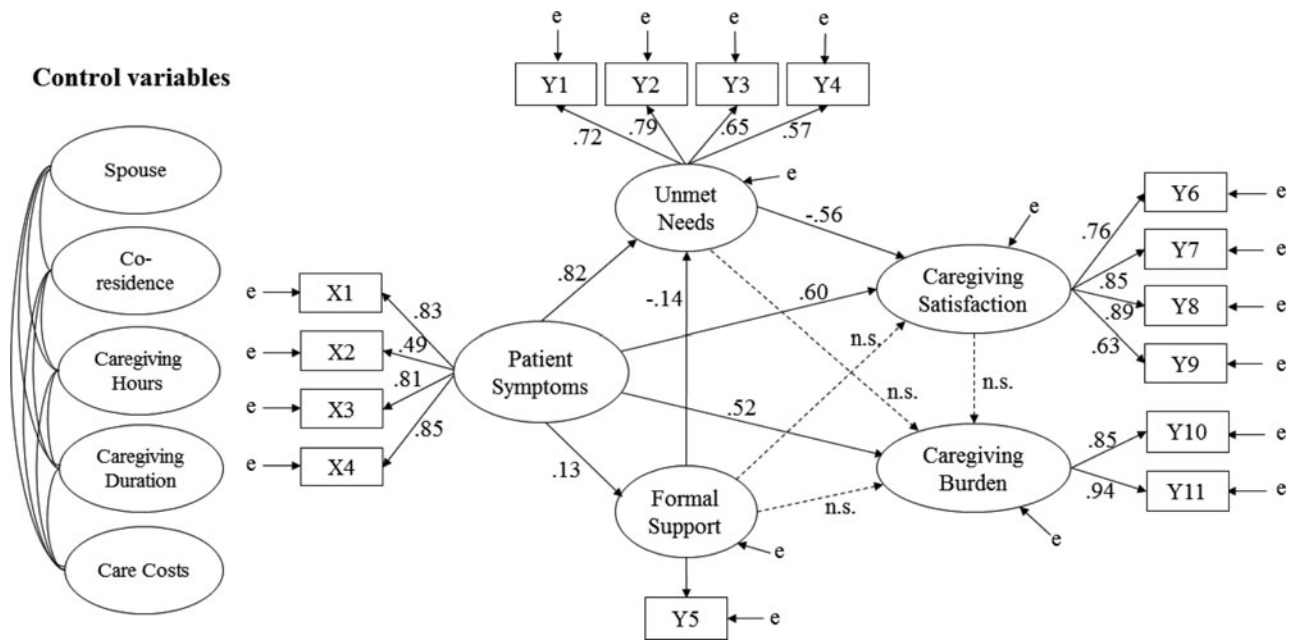 Control variables
Spouse
Co-
residence
Caregiving
Hours
Caregiving
Duration
Care Costs
e
X1
e
X2
e
X3
e
X4
.83
.49
.81
.85
Patient
Symptoms
e
e
e
e
Y1
Y2
Y3
Y4
.72
.79
.65
.57
Unmet
Needs
e
.82
-.14
.13
-.56
.60
.52
n.s.
n.s.
n.s.
n.s.
Formal
Support
e
Y5
e
Caregiving
Satisfaction
e
.76
.85
.89
.63
Y6
e
Y7
e
Y8
e
Y9
e
Caregiving
Burden
e
.85
.94
Y10
e
Y11
e